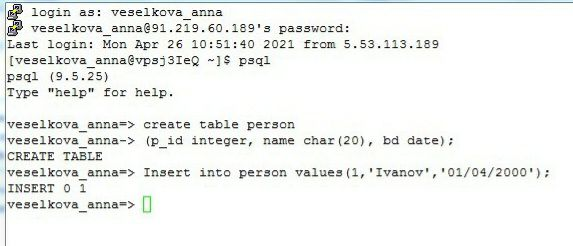 login as: veselkova_anna
veselkova_anna@91.219.60.189's password:
Last login: Mon Apr 26 10:51:40 2021 from 5.53.113.189
[veselkova_anna@vpsj3IeQ ~]$ psql
psql (9.5.25)
Type "help" for help.
veselkova_anna=> create table person
veselkova_anna-> (p_id integer, name char(20), bd date);
CREATE TABLE
veselkova_anna=> Insert into person values(1,'Ivanov','01/04/2000');
INSERT 0 1
veselkova_anna=>